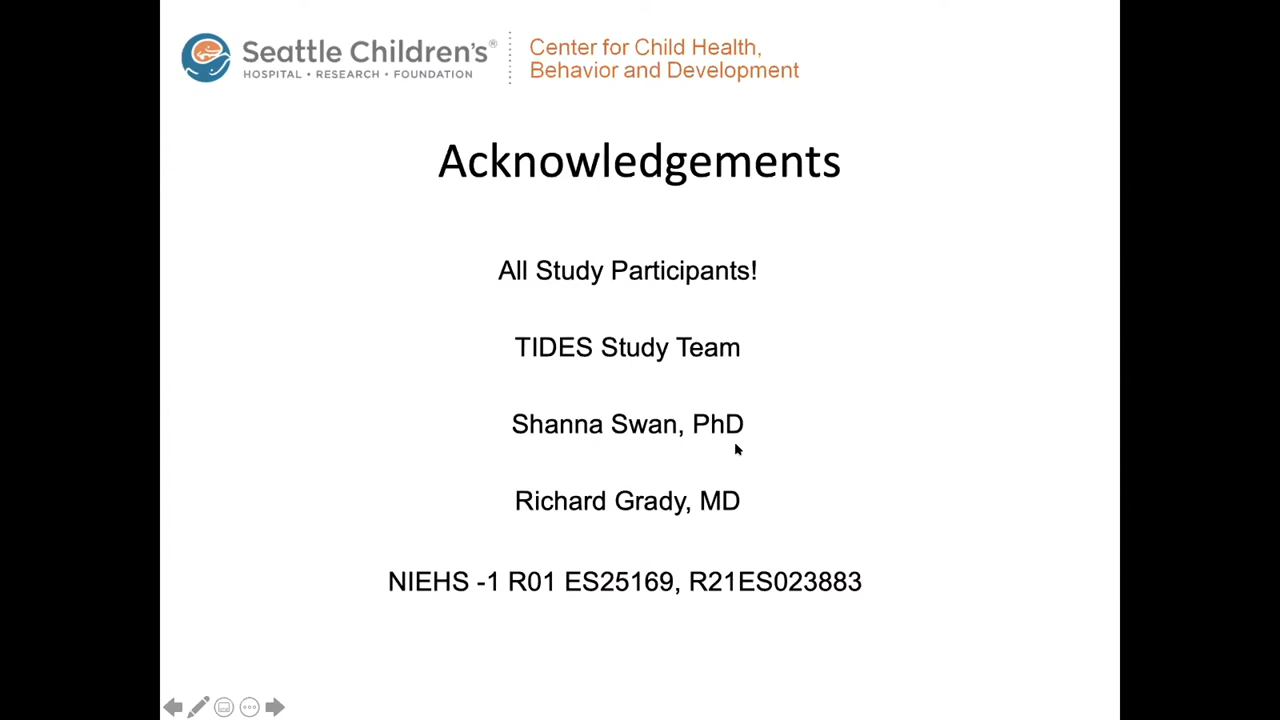 Seattle Children's®
HOSPITAL • RESEARCH • FOUNDATION
Center for Child Health,
Behavior and Development
Acknowledgements
All Study Participants!
TIDES Study Team
Shanna Swan, PhD
Richard Grady, MD
NIEHS -1 R01 ES25169, R21ES023883